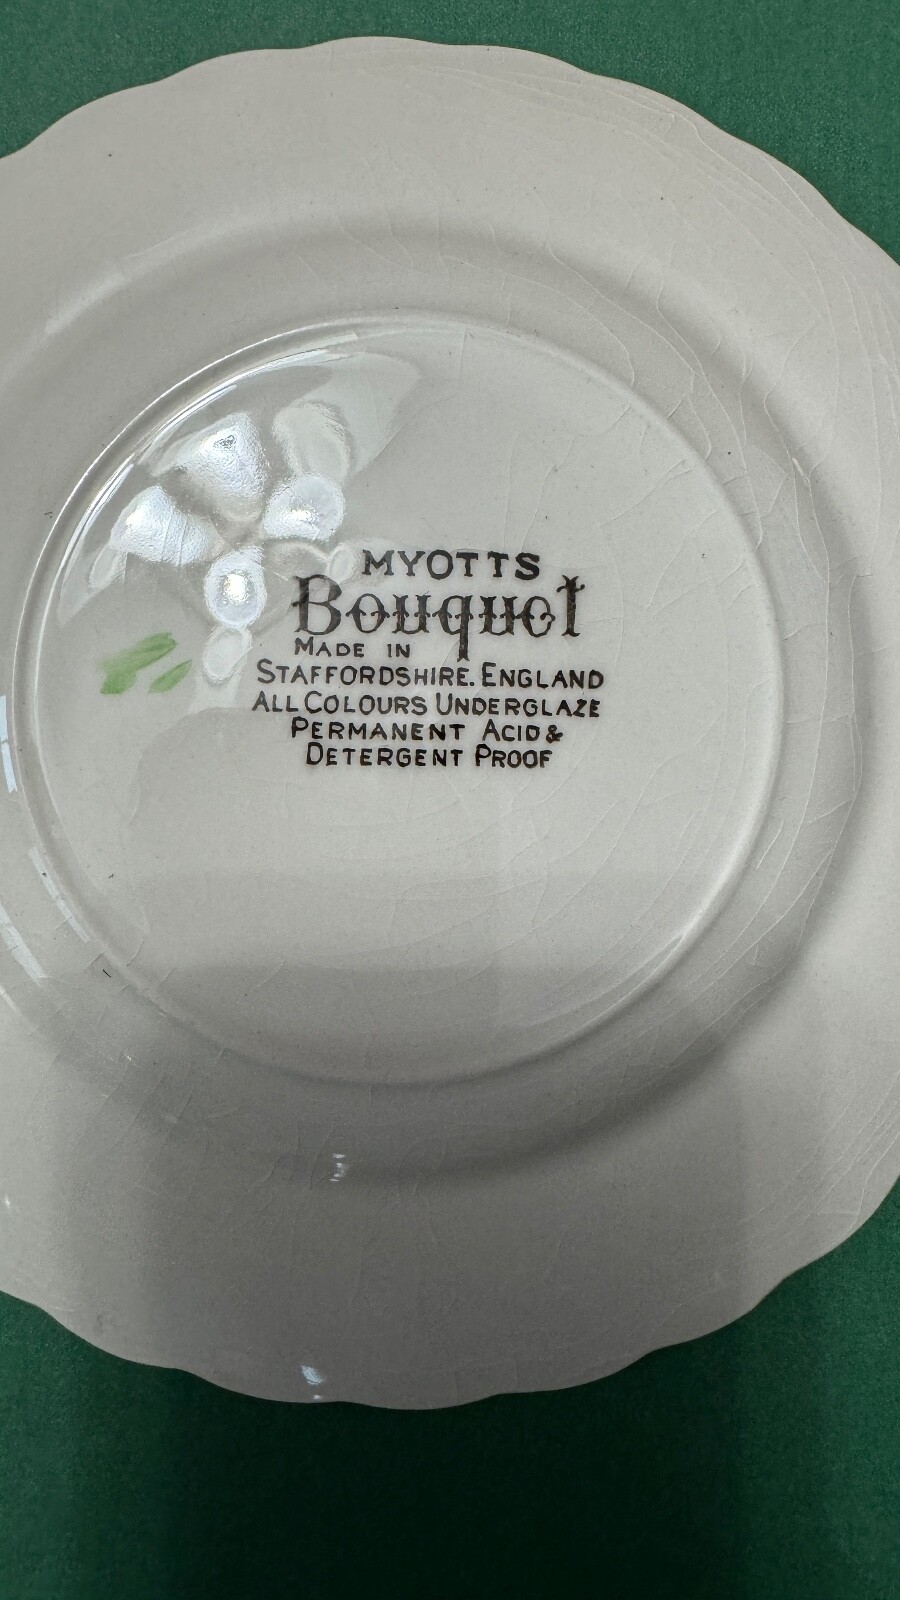 MYOTTS
Bouquet
MADE IN
STAFFORDSHIRE. ENGLAND
ALL COLOURS UNDERGLAZE
PERMANENT ACID &
DETERGENT PROOF